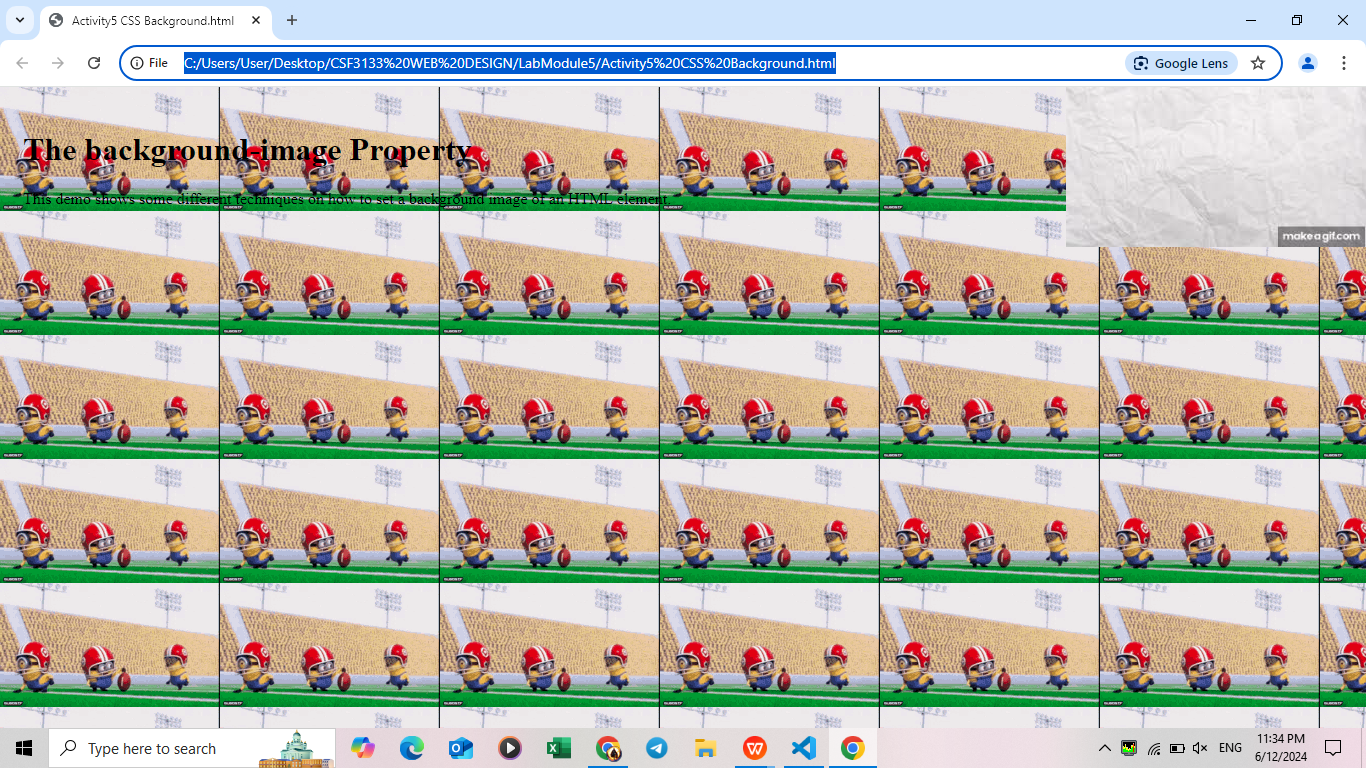 Activity5 CSS Background.html
File
C:/Users/User/Desktop/CSF3133%20WEB%20DESIGN/LabModule5/Activity5%20CSS%20Background.html
Google Lens
The background-image Property
This demo shows some different techniques on how to set a background image of an HTML element
makeagif.com
Type here to search
ENG
11:34 PM
6/12/2024